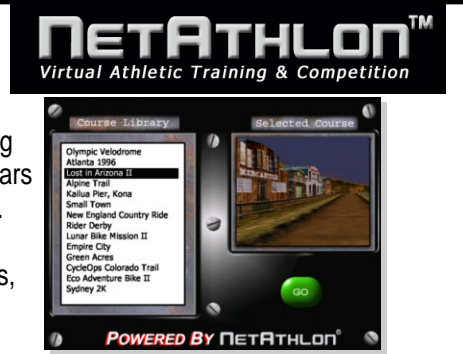 NETATHLON™
Virtual Athletic Training & Competition
Course Library
Selected Course
Olympic Velodrome
Atlanta 1996
Lost in Arizona II
Alpine Trail
Kailua Pier, Kona
Small Town
New England Country Ride
Rider Derby
Lunar Bike Mission II
Empire City
Green Acres
CycleOps Colorado Trail
Eco Adventure Bike II
Sydney 2K
MERCANTILE
GO
POWERED BY NETATHLON®